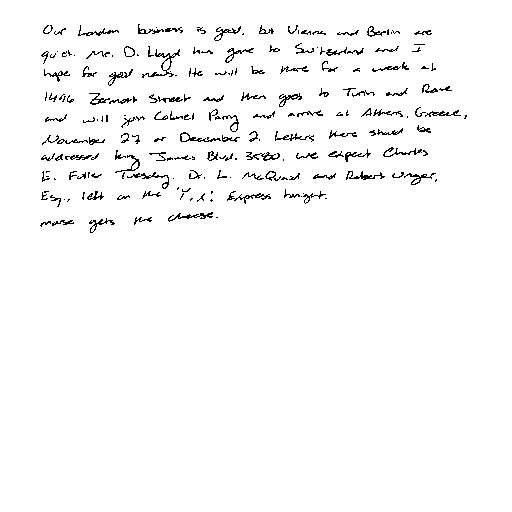 Our London business is good, but Vienna and Berlin are
quiet. Mr. D. Lloyd has gone to Switzerland and I
hope for good news. He will be there for a week at
1496 Zermott Street and then goes to Turin and Rome
and will join Colonel Parry and arrive at Athens, Greece,
November 27 or December 2. Letters there should be
addressed King James Blvd. 3580. We expect Charles
E. Fuller Tuesday. Dr. L. McQuaid and Robert Unger,
Esq., left on the 'Y.X.' Express tonight.
mouse gets the cheese.